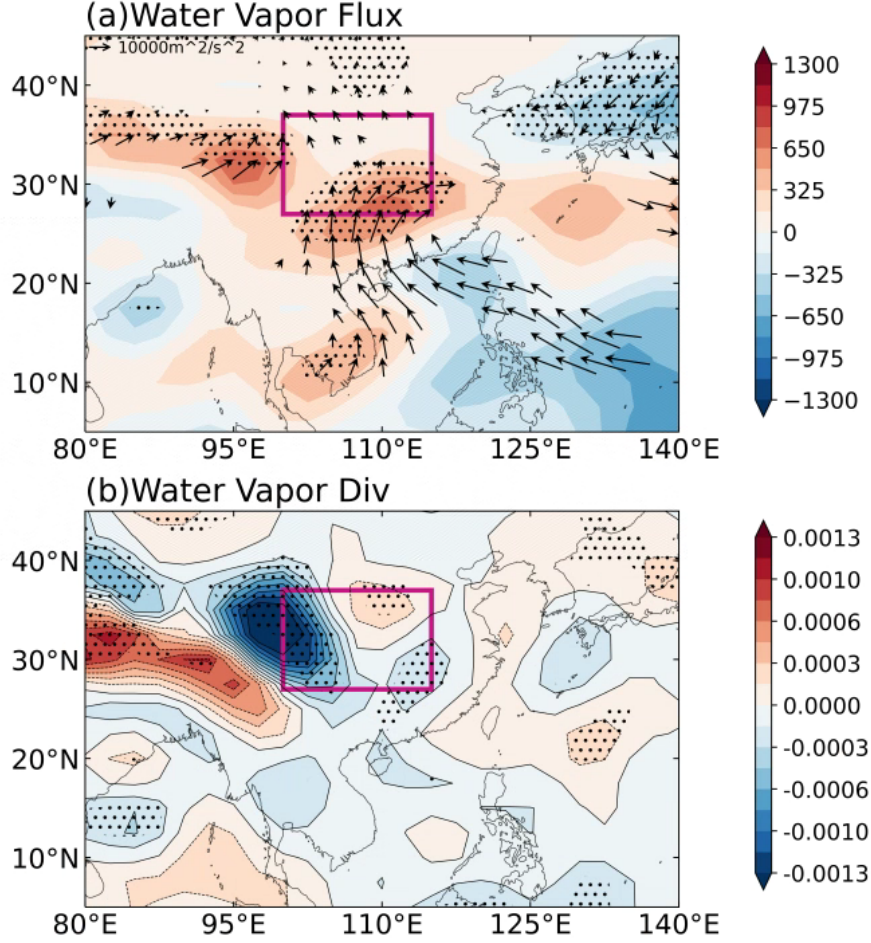 (a)Water Vapor Flux
10000m^2/s^2
40°N
30°N
20°N
10°N
80°E 95°E 110°E 125°E 140°E
1300
975
650
325
0
−325
−650
−975
−1300
(b)Water Vapor Div
40°N
30°N
20°N
10°N
80°E 95°E 110°E 125°E 140°E
0.0013
0.0010
0.0006
0.0003
0.0000
-0.0003
-0.0006
-0.0010
-0.0013